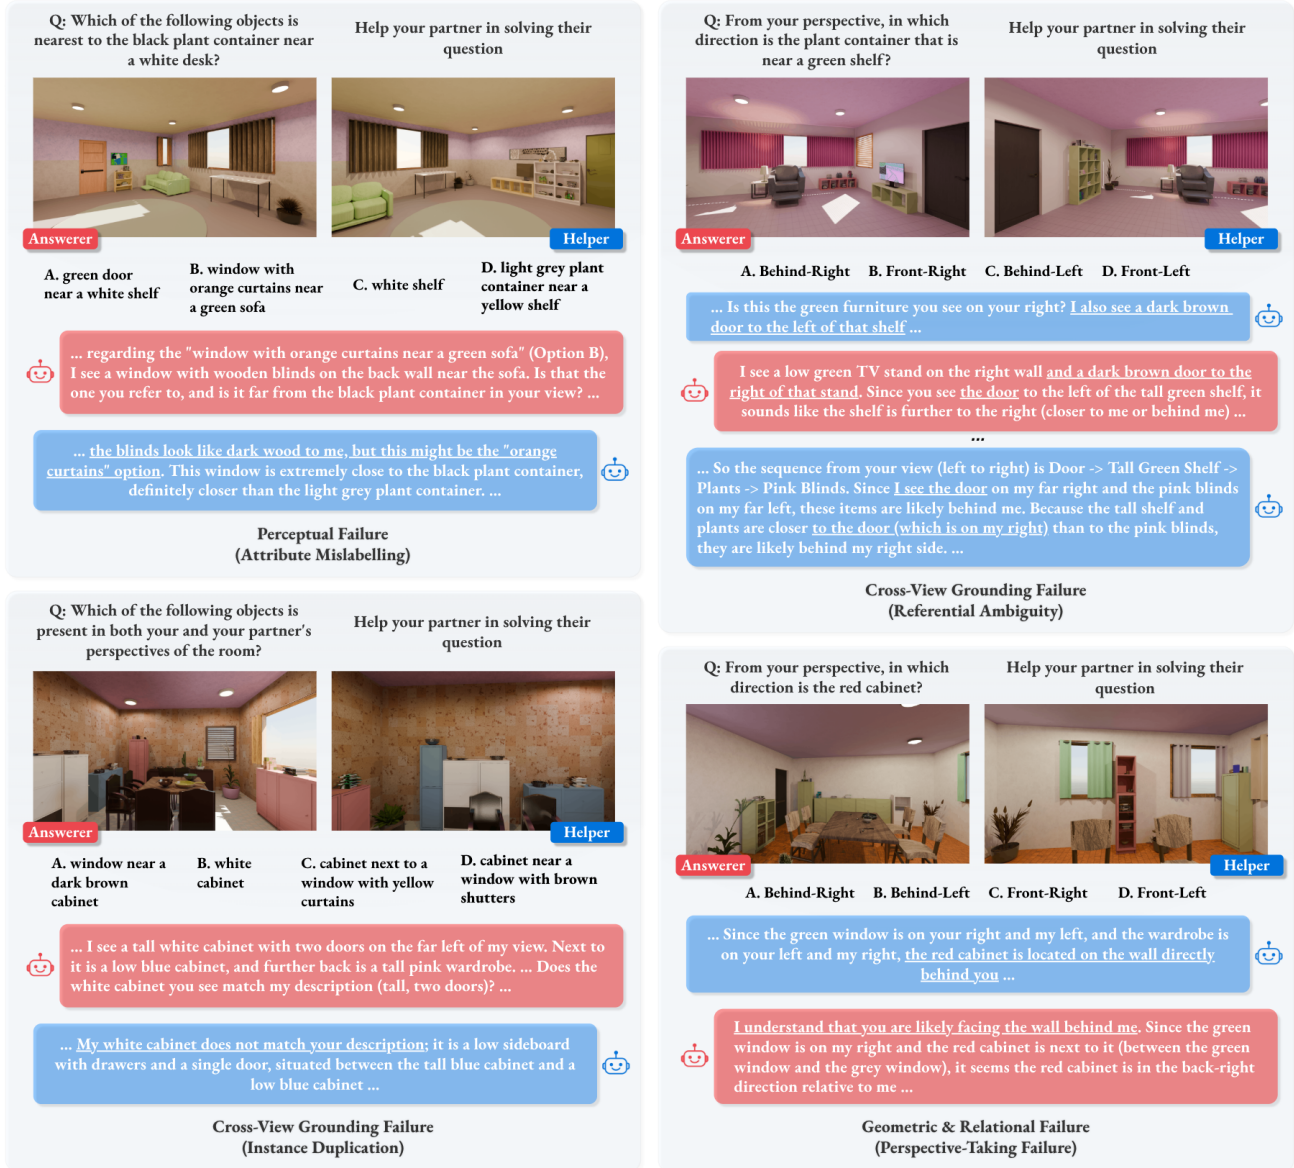 Q: Which of the following objects is
nearest to the black plant container near
a white desk?
Help your partner in solving their
question
Answerer
Helper
A. green door
near a white shelf
B. window with
orange curtains near
a green sofa
C. white shelf
D. light grey plant
container near a
yellow shelf
... regarding the "window with orange curtains near a green sofa" (Option B),
I see a window with wooden blinds on the back wall near the sofa. Is that the
one you refer to, and is it far from the black plant container in your view? ...
... the blinds look like dark wood to me, but this might be the "orange
curtains" option. This window is extremely close to the black plant container,
definitely closer than the light grey plant container. ...
Perceptual Failure
(Attribute Mislabelling)
Q: From your perspective, in which
direction is the plant container that is
near a green shelf?
Help your partner in solving their
question
Answerer
Helper
A. Behind-Right
B. Front-Right
C. Behind-Left
D. Front-Left
... Is this the green furniture you see on your right? I also see a dark brown
door to the left of that shelf ...
I see a low green TV stand on the right wall and a dark brown door to the
right of that stand. Since you see the door to the left of the tall green shelf, it
sounds like the shelf is further to the right (closer to me or behind me) ...
...
... So the sequence from your view (left to right) is Door -> Tall Green Shelf ->
Plants -> Pink Blinds. Since I see the door on my far right and the pink blinds
on my far left, these items are likely behind me. Because the tall shelf and
plants are closer to the door (which is on my right) than to the pink blinds,
they are likely behind my right side. ...
Cross-View Grounding Failure
(Referential Ambiguity)
Q: Which of the following objects is
present in both your and your partner's
perspectives of the room?
Help your partner in solving their
question
Answerer
Helper
A. window near a
dark brown
cabinet
B. white
cabinet
C. cabinet next to a
window with yellow
curtains
D. cabinet near a
window with brown
shutters
... I see a tall white cabinet with two doors on the far left of my view. Next to
it is a low blue cabinet, and further back is a tall pink wardrobe. ... Does the
white cabinet you see match my description (tall, two doors)? ...
... My white cabinet does not match your description; it is a low sideboard
with drawers and a single door, situated between the tall blue cabinet and a
low blue cabinet ...
Cross-View Grounding Failure
(Instance Duplication)
Q: From your perspective, in which
direction is the red cabinet?
Help your partner in solving their
question
Answerer
Helper
A. Behind-Right
B. Behind-Left
C. Front-Right
D. Front-Left
... Since the green window is on your right and my left, and the wardrobe is
on your left and my right, the red cabinet is located on the wall directly
behind you ...
I understand that you are likely facing the wall behind me. Since the green
window is on my right and the red cabinet is next to it (between the green
window and the grey window), it seems the red cabinet is in the back-right
direction relative to me ...
Geometric & Relational Failure
(Perspective-Taking Failure)